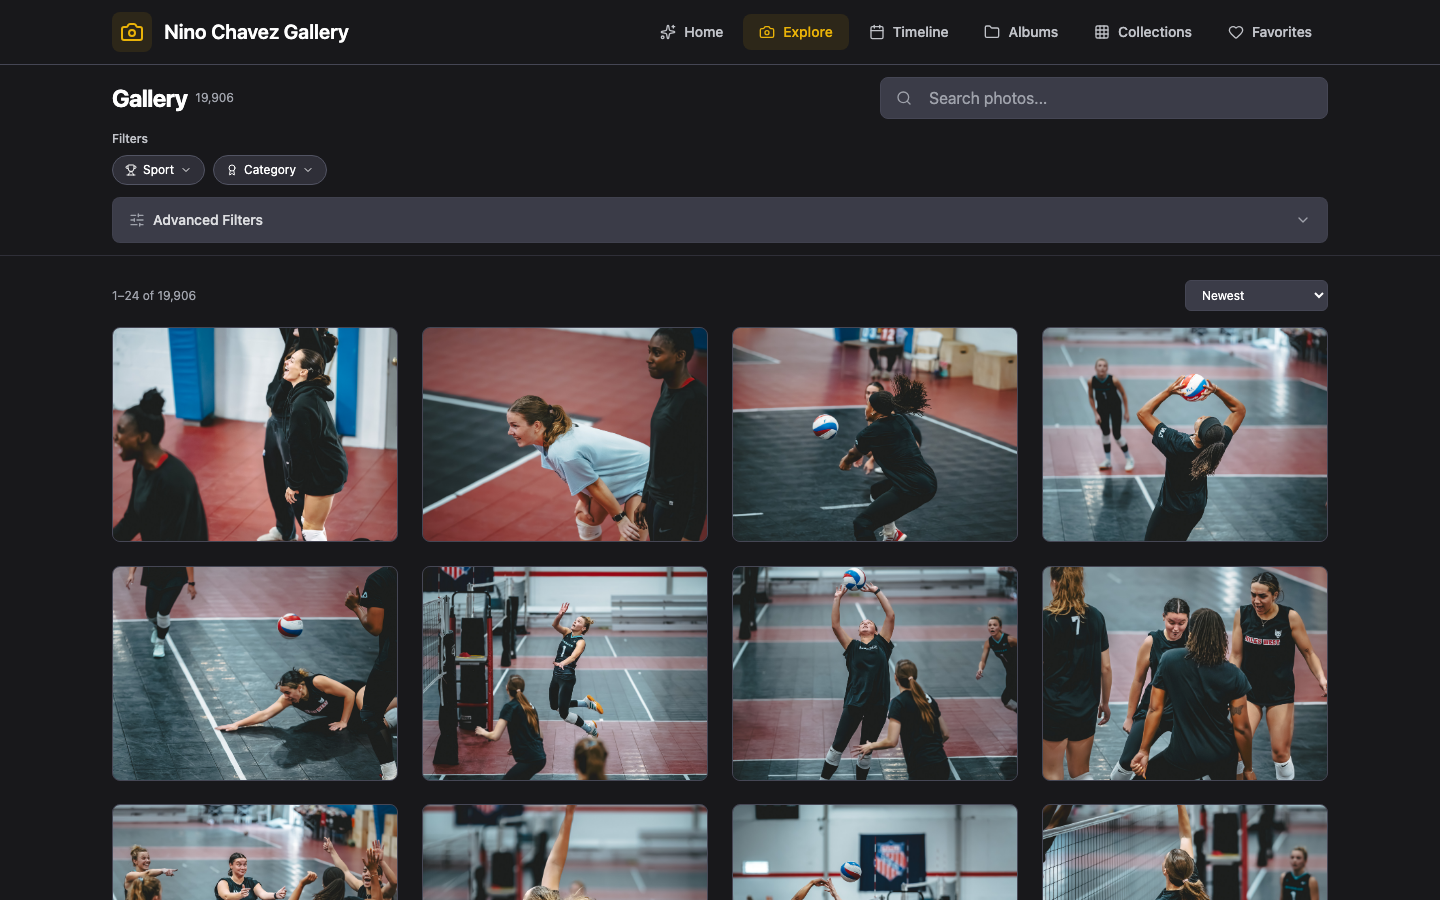 Nino Chavez Gallery
Home
Explore
Timeline
Albums
Collections
Favorites
Gallery 19,906
Search photos...
Filters
Sport
Category
Advanced Filters
1–24 of 19,906
Newest